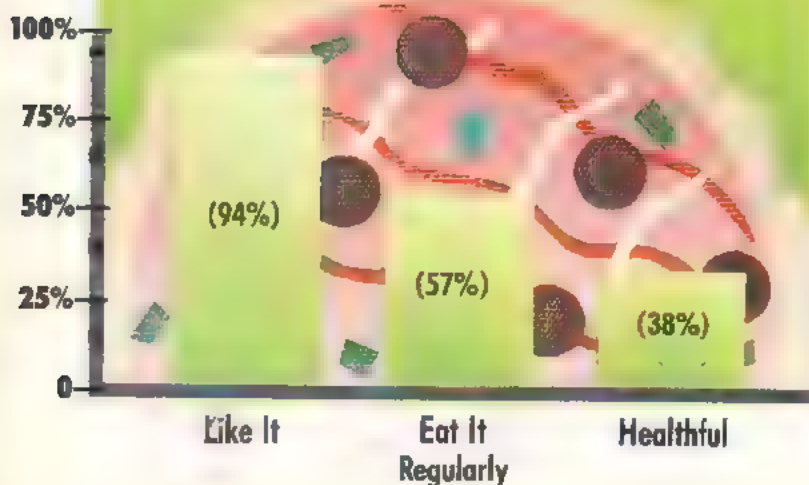 100%
75%
50%
25%
0
(94%)
(57%)
(38%)
Like It
Eat It
Regularly
Healthful